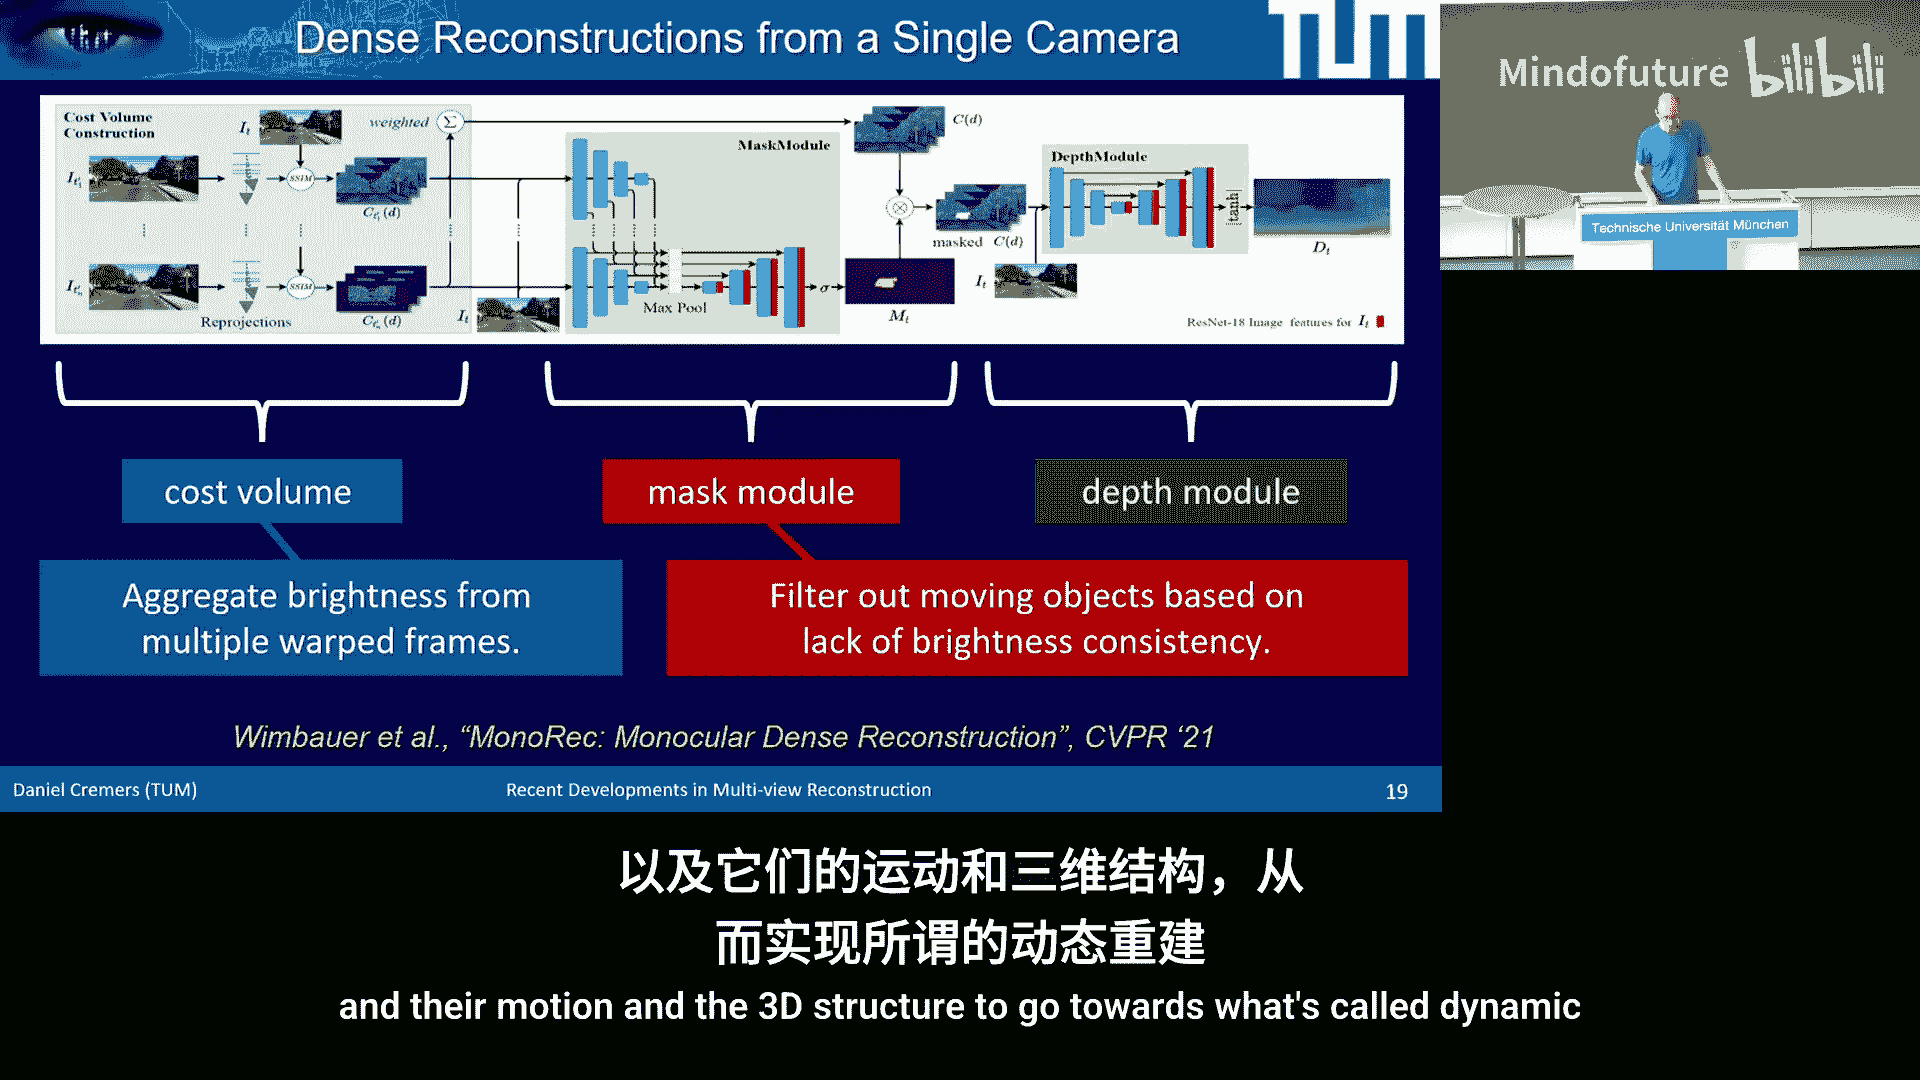 Dense Reconstructions from a Single Camera
TUM
Mindofuture bilibili
Technische Universität München
Cost Volume
Construction
weighted
Σ
SSIM
SSIM
Reprojections
MaskModule
Max Pool
σ
C(d)
masked C(d)
DepthModule
|tanh|
ResNet-18 Image features for
cost volume
mask module
depth module
Aggregate brightness from
multiple warped frames.
Filter out moving objects based on
lack of brightness consistency.
Wimbauer et al., “MonoRec: Monocular Dense Reconstruction”, CVPR ‘21
Daniel Cremers (TUM)
Recent Developments in Multi-view Reconstruction
19
以及它们的运动和三维结构，从
而实现所谓的动态重建
and their motion and the 3D structure to go towards what's called dynamic